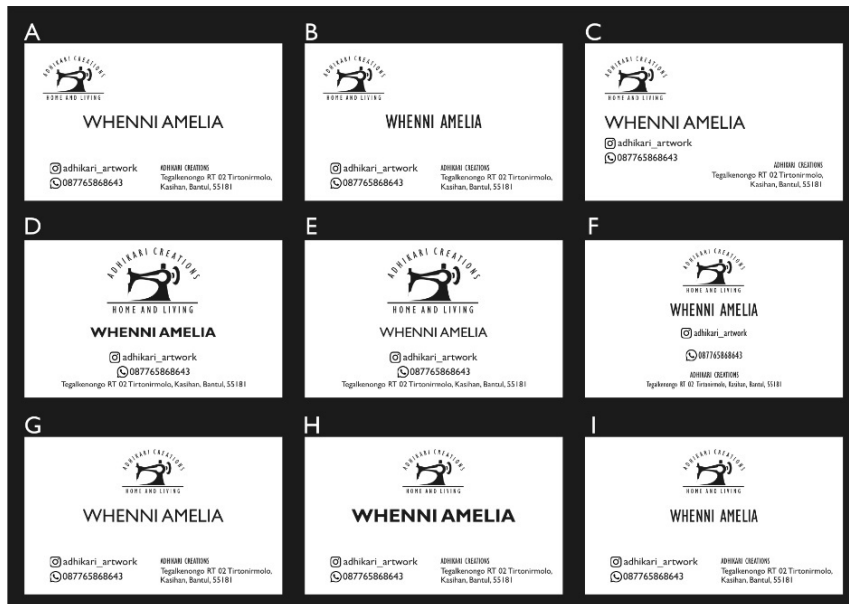 A
ADHIKARI CREATIONS
HOME AND LIVING
WHENNI AMELIA
adhikari_artwork
087765868643
ADHIKARI CREATIONS
Tegalkenongo RT 02 Tirtonirmolo,
Kasihan, Bantul, 55181
B
ADHIKARI CREATIONS
HOME AND LIVING
WHENNI AMELIA
adhikari_artwork
087765868643
ADHIKARI CREATIONS
Tegalkenongo RT 02 Tirtonirmolo,
Kasihan, Bantul, 55181
C
ADHIKARI CREATIONS
HOME AND LIVING
WHENNI AMELIA
adhikari_artwork
087765868643
ADHIKARI CREATIONS
Tegalkenongo RT 02 Tirtonirmolo,
Kasihan, Bantul, 55181
D
ADHIKARI CREATIONS
HOME AND LIVING
WHENNI AMELIA
adhikari_artwork
087765868643
Tegalkenongo RT 02 Tirtonirmolo, Kasihan, Bantul, 55181
E
ADHIKARI CREATIONS
HOME AND LIVING
WHENNI AMELIA
adhikari_artwork
087765868643
Tegalkenongo RT 02 Tirtonirmolo, Kasihan, Bantul, 55181
F
ADHIKARI CREATIONS
HOME AND LIVING
WHENNI AMELIA
adhikari_artwork
087765868643
ADHIKARI CREATIONS
Tegalkenongo RT 02 Tirtonirmolo, Kasihan, Bantul, 55181
G
ADHIKARI CREATIONS
HOME AND LIVING
WHENNI AMELIA
adhikari_artwork
087765868643
ADHIKARI CREATIONS
Tegalkenongo RT 02 Tirtonirmolo,
Kasihan, Bantul, 55181
H
ADHIKARI CREATIONS
HOME AND LIVING
WHENNI AMELIA
adhikari_artwork
087765868643
ADHIKARI CREATIONS
Tegalkenongo RT 02 Tirtonirmolo,
Kasihan, Bantul, 55181
I
ADHIKARI CREATIONS
HOME AND LIVING
WHENNI AMELIA
adhikari_artwork
087765868643
ADHIKARI CREATIONS
Tegalkenongo RT 02 Tirtonirmolo,
Kasihan, Bantul, 55181